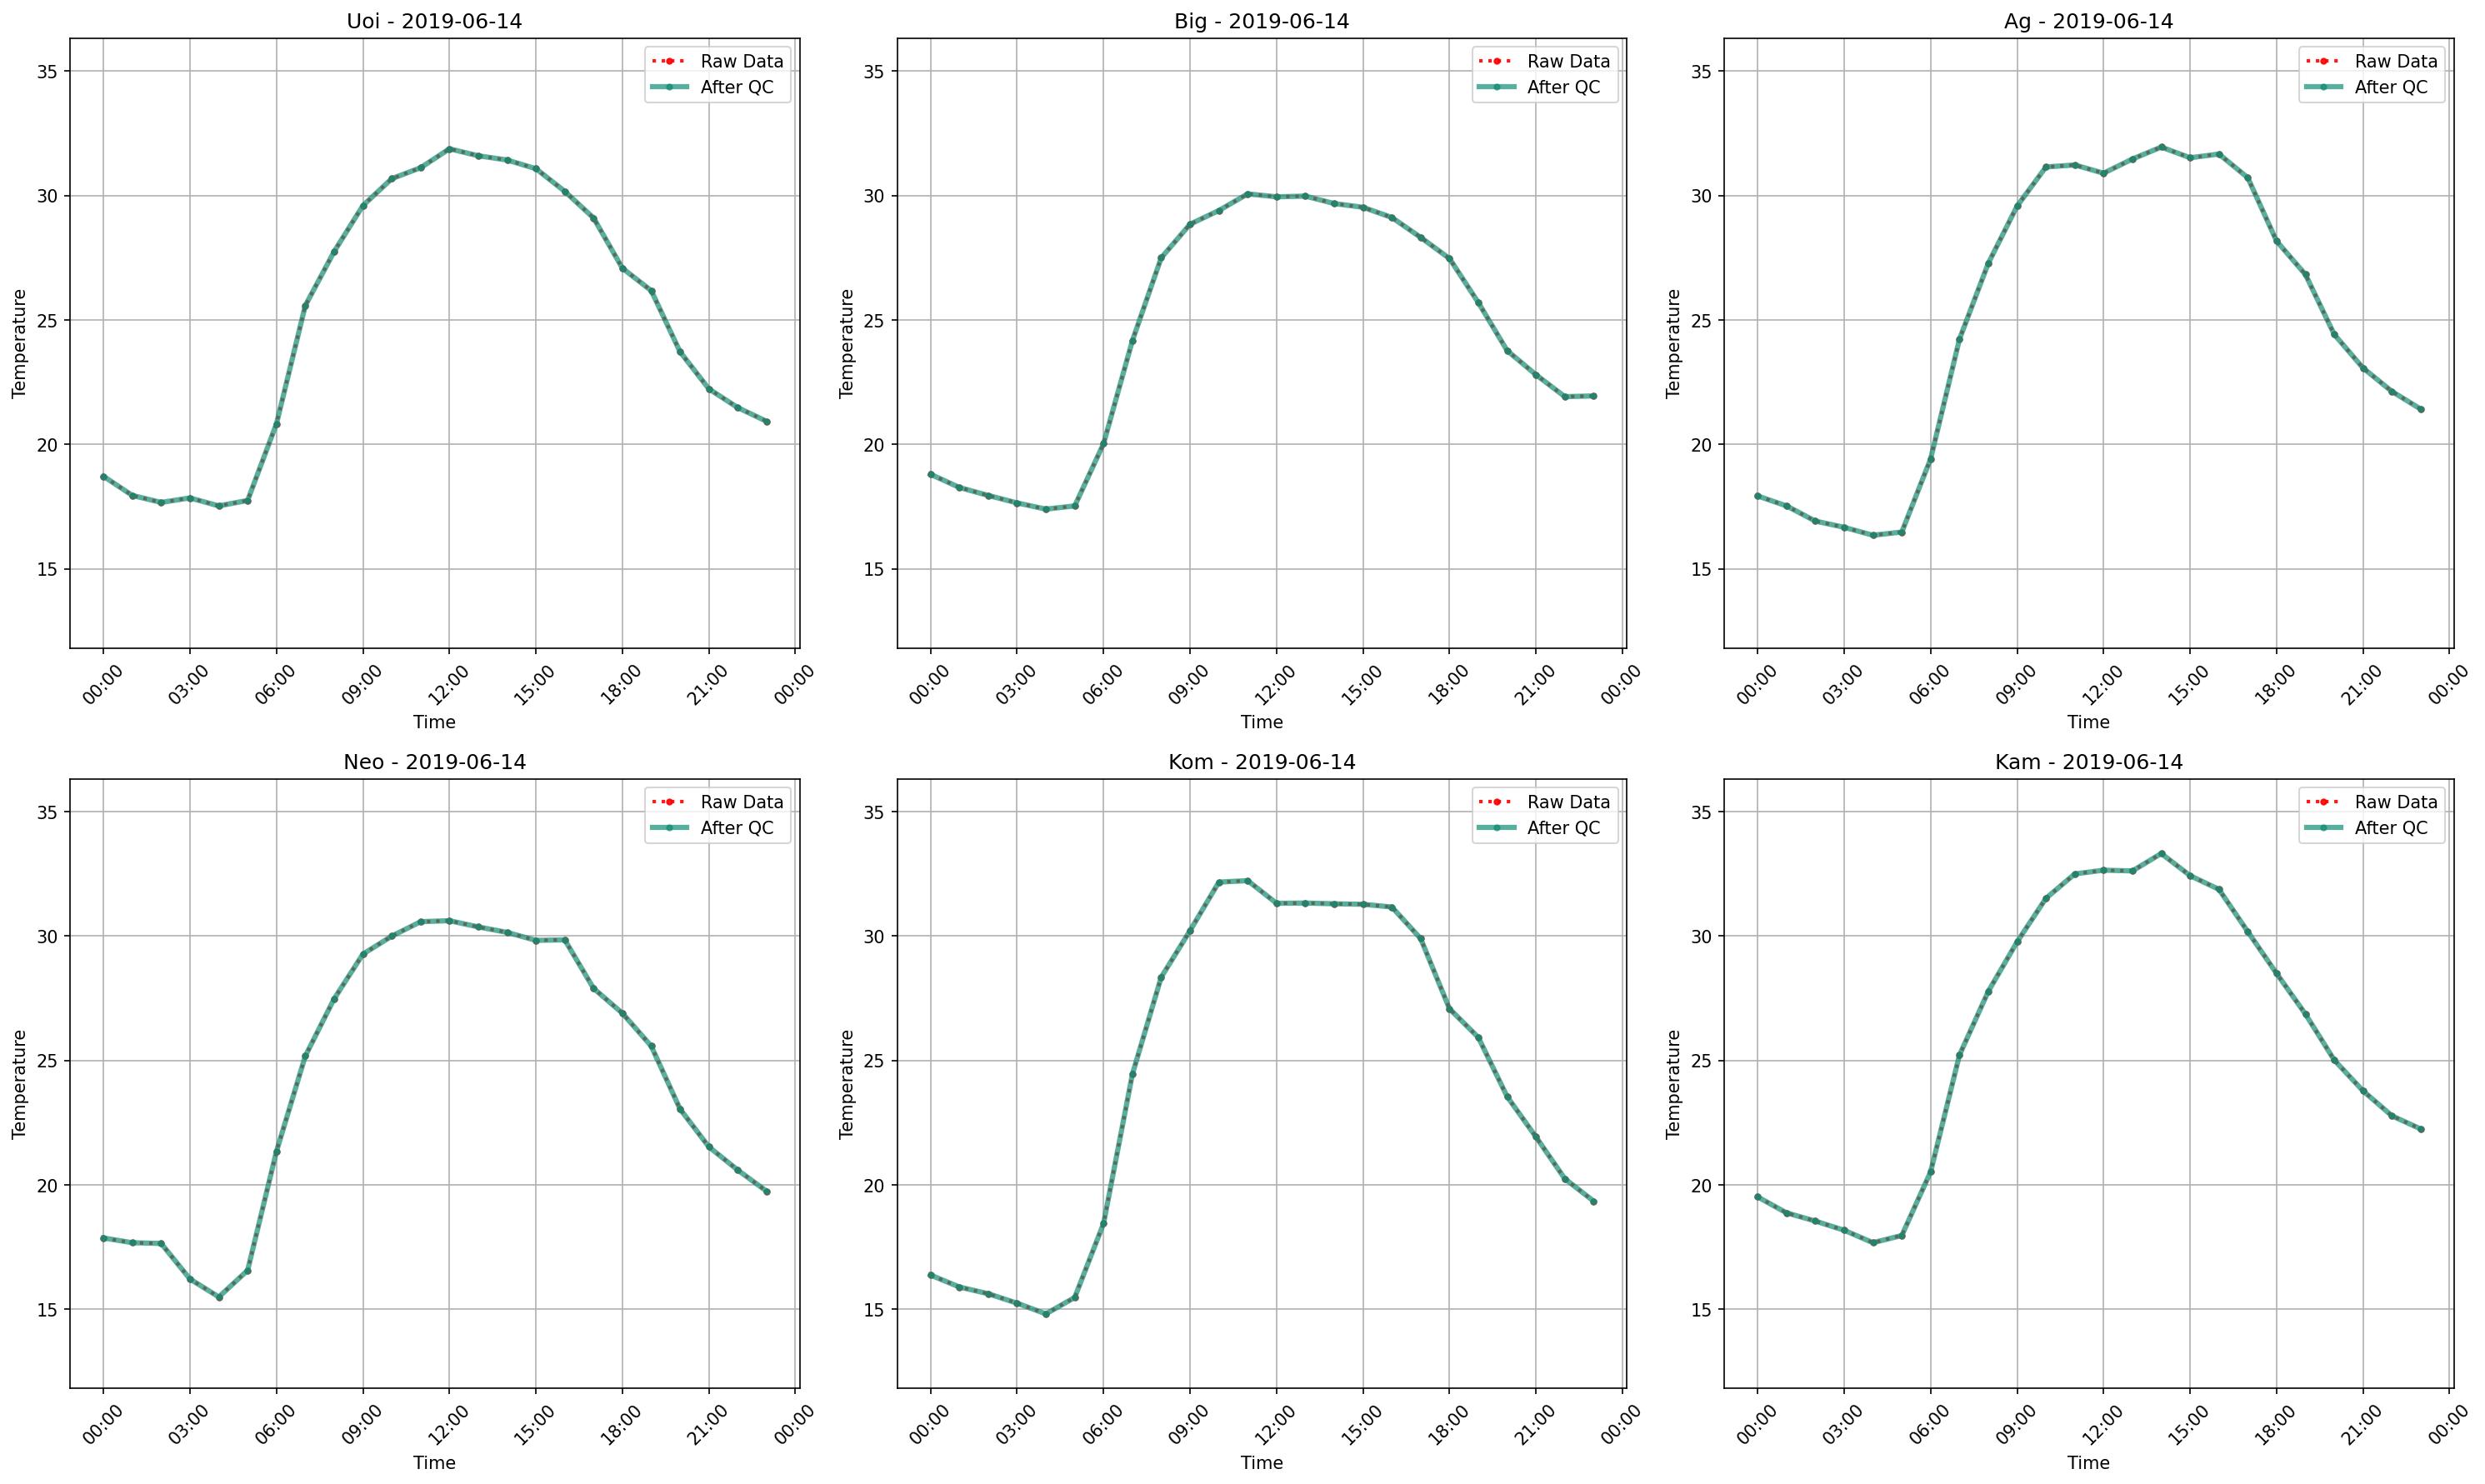 Uoi - 2019-06-14
Raw Data
After QC
Temperature
35
30
25
20
15
00:00
03:00
06:00
09:00
12:00
15:00
18:00
21:00
00:00
Time
Big - 2019-06-14
Raw Data
After QC
Temperature
35
30
25
20
15
00:00
03:00
06:00
09:00
12:00
15:00
18:00
21:00
00:00
Time
Ag - 2019-06-14
Raw Data
After QC
Temperature
35
30
25
20
15
00:00
03:00
06:00
09:00
12:00
15:00
18:00
21:00
00:00
Time
Neo - 2019-06-14
Raw Data
After QC
Temperature
35
30
25
20
15
00:00
03:00
06:00
09:00
12:00
15:00
18:00
21:00
00:00
Time
Kom - 2019-06-14
Raw Data
After QC
Temperature
35
30
25
20
15
00:00
03:00
06:00
09:00
12:00
15:00
18:00
21:00
00:00
Time
Kam - 2019-06-14
Raw Data
After QC
Temperature
35
30
25
20
15
00:00
03:00
06:00
09:00
12:00
15:00
18:00
21:00
00:00
Time